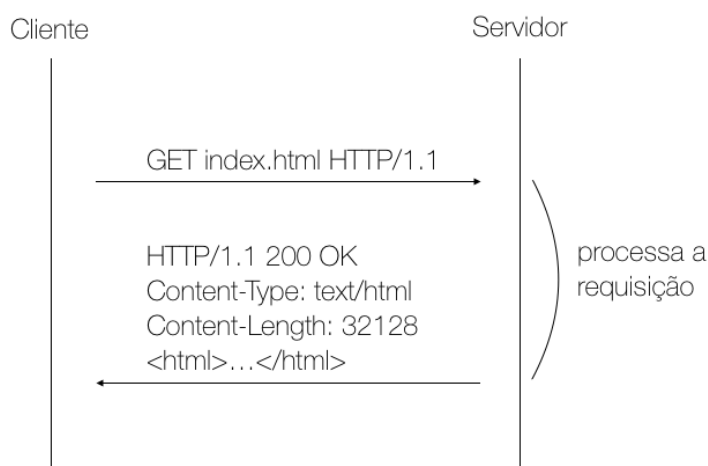 Cliente
Servidor
GET index.html HTTP/1.1
HTTP/1.1 200 OK
Content-Type: text/html
Content-Length: 32128
<html>...</html>
processa a
requisição